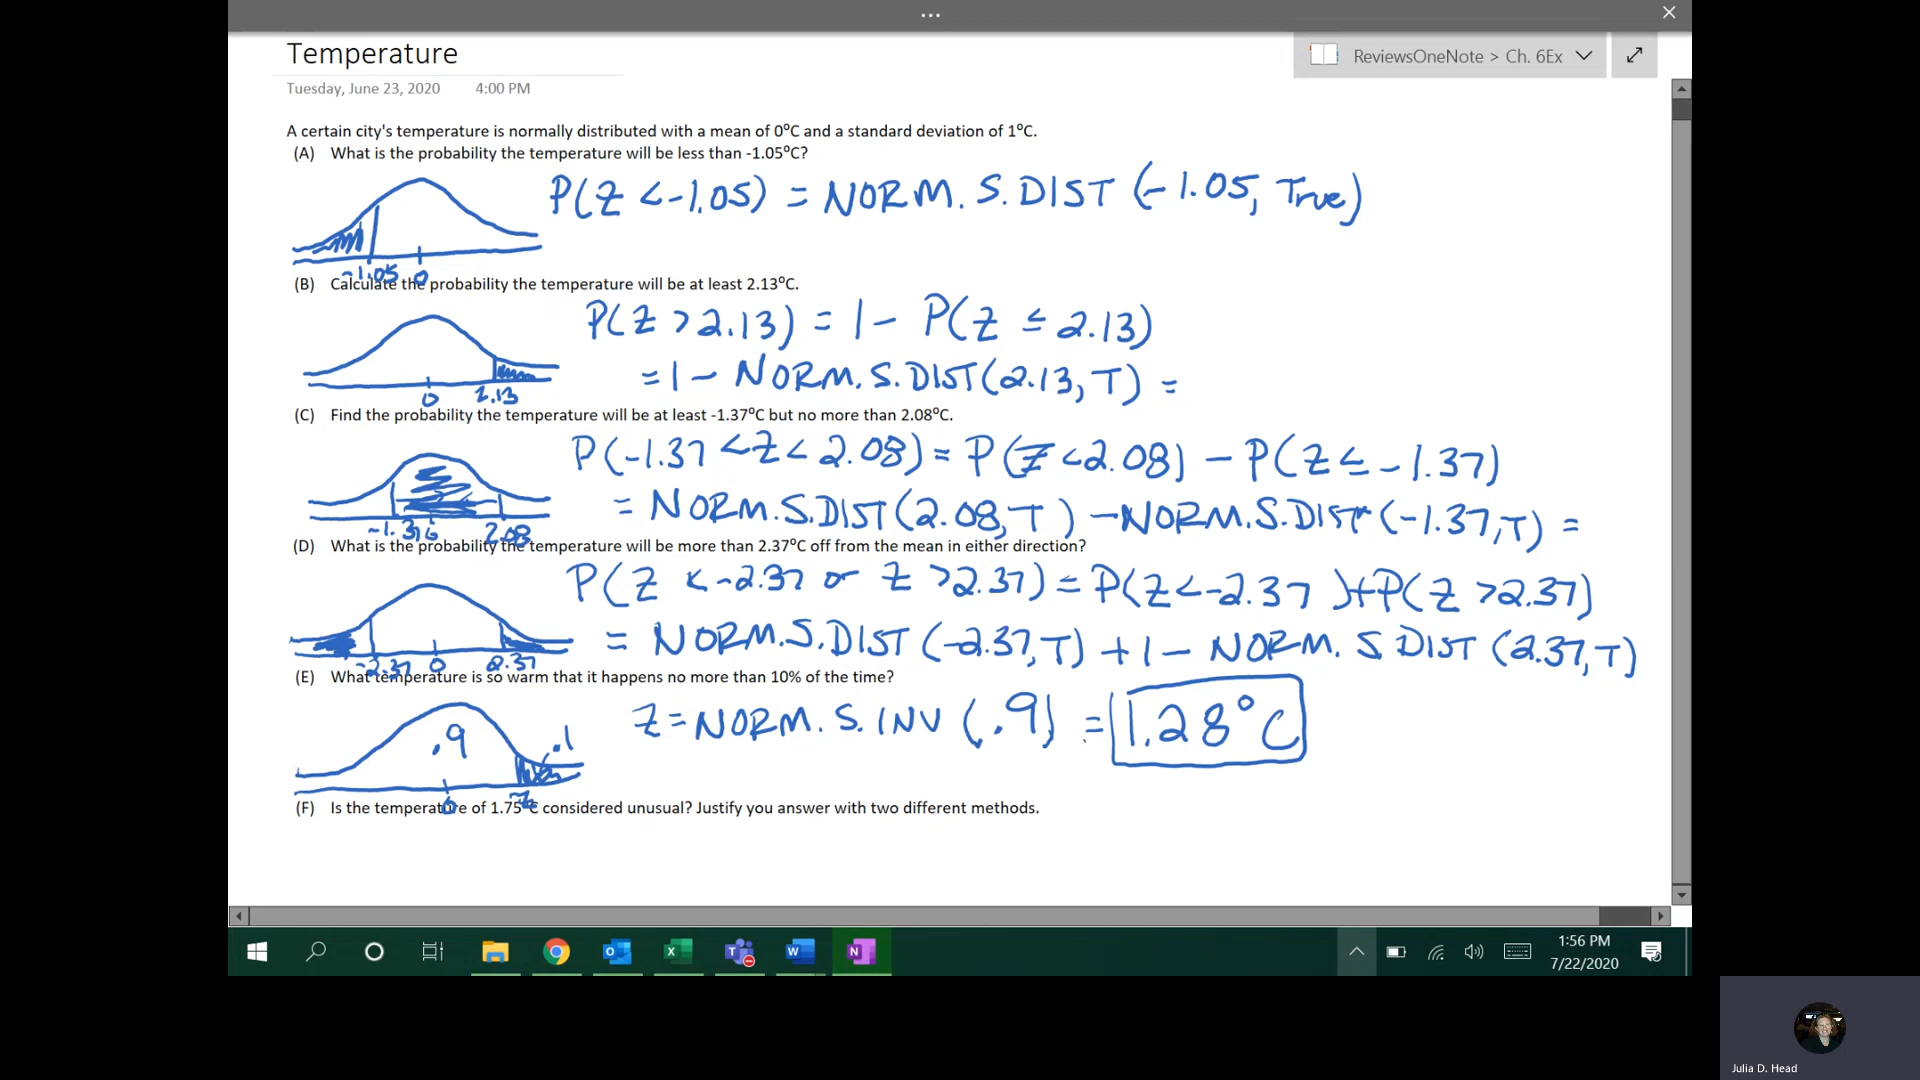 Temperature
ReviewsOneNote > Ch. 6Ex
Tuesday, June 23, 2020 4:00 PM
A certain city's temperature is normally distributed with a mean of 0⁰C and a standard deviation of 1⁰C.
(A) What is the probability the temperature will be less than -1.05⁰C?
P(Z <-1.05) = NORM.S.DIST (-1.05, True)
-1.05 0
(B) Calculate the probability the temperature will be at least 2.13⁰C.
P(Z >2.13) = 1 - P(Z ≤ 2.13)
= 1 - NORM.S.DIST(2.13, T) =
0 2.13
(C) Find the probability the temperature will be at least -1.37⁰C but no more than 2.08⁰C.
P(-1.37 <Z< 2.08) = P(Z <2.08) - P(Z ≤ -1.37)
= NORM.S.DIST(2.08,T) -NORM.S.DIST(-1.37,T) =
-1.37 0 2.08
(D) What is the probability the temperature will be more than 2.37⁰C off from the mean in either direction?
P(Z <-2.37 or Z >2.37) = P(Z<-2.37)+P(Z >2.37)
= NORM.S.DIST(-2.37,T) +1- NORM.S.DIST(2.37,T)
-2.37 0 2.37
(E) What temperature is so warm that it happens no more than 10% of the time?
Z=NORM.S.INV (.9) = 1.28°C
.9 .1
0 Z
(F) Is the temperature of 1.75⁰C considered unusual? Justify you answer with two different methods.
1:56 PM
7/22/2020
Julia D. Head